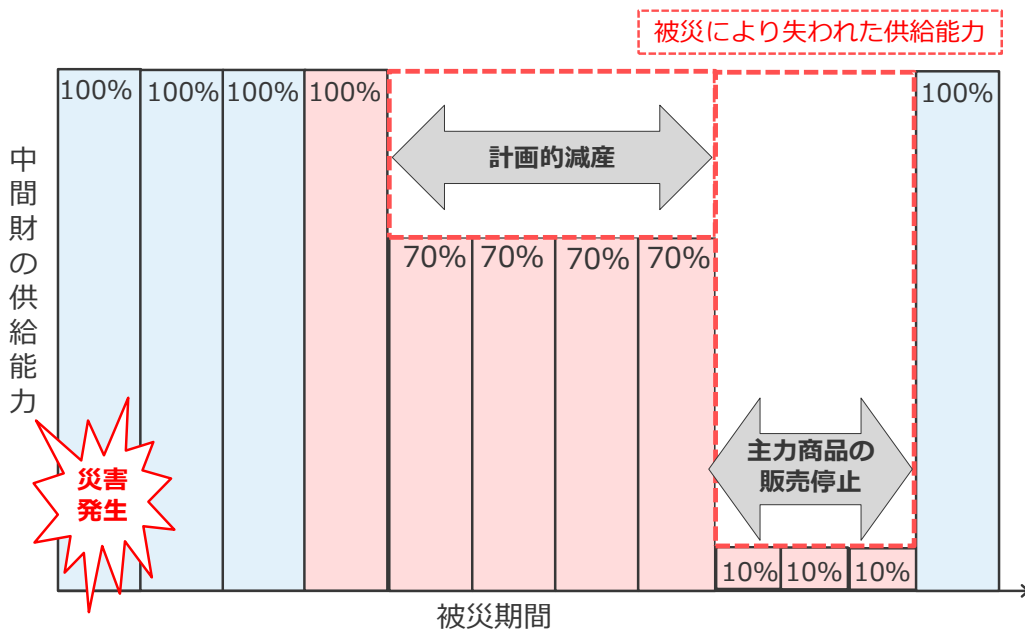 被災により失われた供給能力
100%
100%
100%
100%
100%
計画的減産
中間財の供給能力
70%
70%
70%
70%
主力商品の
販売停止
災害
発生
10%
10%
10%
被災期間